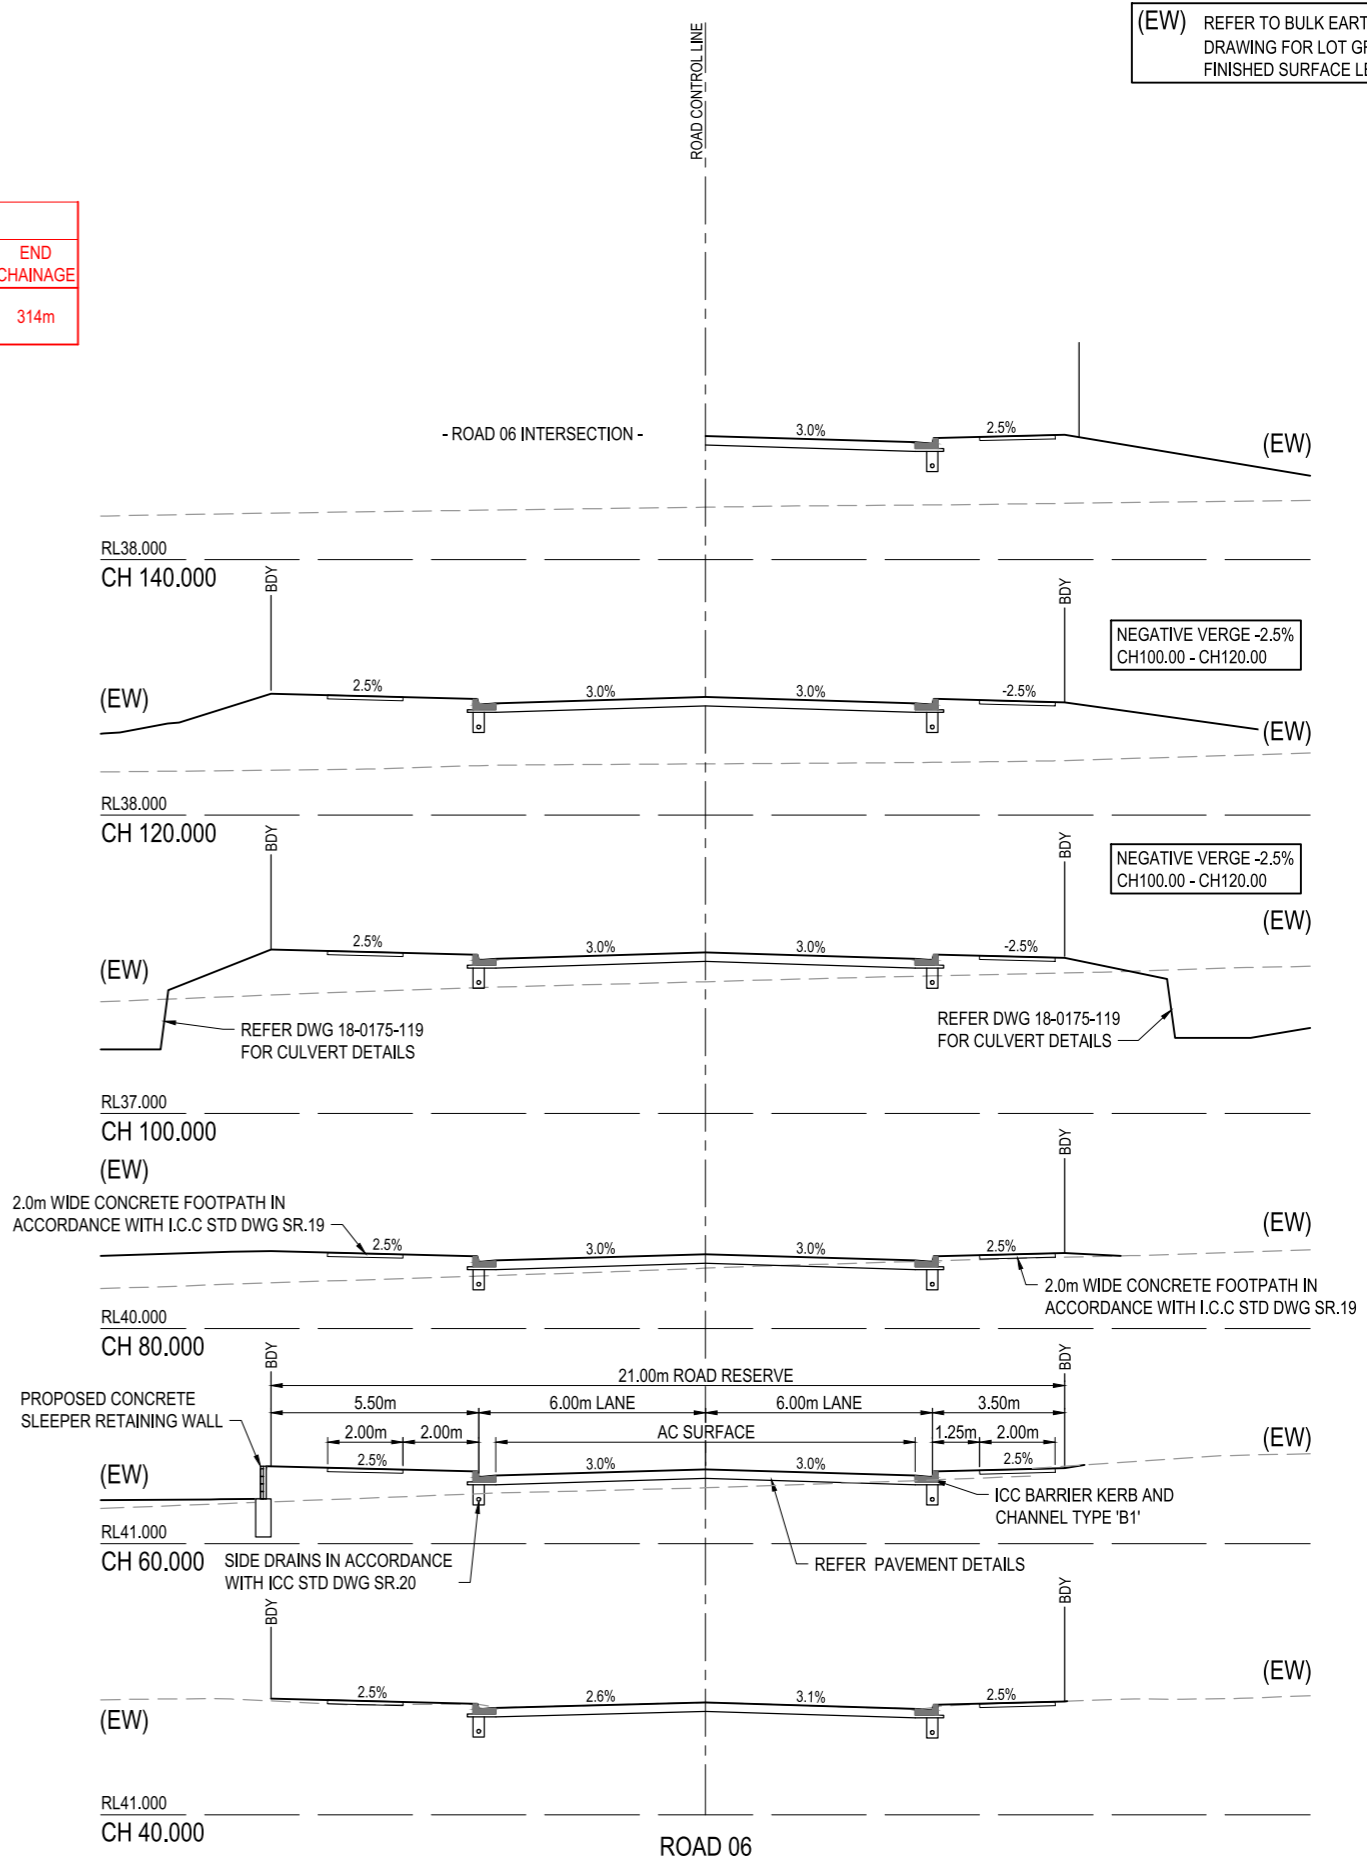 (EW) REFER TO BULK EART
DRAWING FOR LOT GR
FINISHED SURFACE LE
ROAD CONTROL LINE
END
CHAINAGE
314m
- ROAD 06 INTERSECTION -
3.0%
2.5%
(EW)
RL38.000
CH 140.000
BDY
BDY
NEGATIVE VERGE -2.5%
CH100.00 - CH120.00
(EW)
2.5%
3.0%
3.0%
-2.5%
(EW)
RL38.000
CH 120.000
BDY
BDY
NEGATIVE VERGE -2.5%
CH100.00 - CH120.00
(EW)
2.5%
3.0%
3.0%
-2.5%
(EW)
REFER DWG 18-0175-119
FOR CULVERT DETAILS
REFER DWG 18-0175-119
FOR CULVERT DETAILS
RL37.000
CH 100.000
BDY
(EW)
2.0m WIDE CONCRETE FOOTPATH IN
ACCORDANCE WITH I.C.C STD DWG SR.19
(EW)
2.5%
3.0%
3.0%
2.5%
2.0m WIDE CONCRETE FOOTPATH IN
ACCORDANCE WITH I.C.C STD DWG SR.19
RL40.000
CH 80.000
BDY
BDY
21.00m ROAD RESERVE
PROPOSED CONCRETE
SLEEPER RETAINING WALL
5.50m
6.00m LANE
6.00m LANE
3.50m
2.00m
2.00m
AC SURFACE
1.25m
2.00m
(EW)
2.5%
3.0%
3.0%
2.5%
(EW)
ICC BARRIER KERB AND
CHANNEL TYPE 'B1'
RL41.000
CH 60.000
SIDE DRAINS IN ACCORDANCE
WITH ICC STD DWG SR.20
REFER PAVEMENT DETAILS
BDY
BDY
(EW)
2.5%
2.6%
3.1%
2.5%
(EW)
RL41.000
CH 40.000
ROAD 06